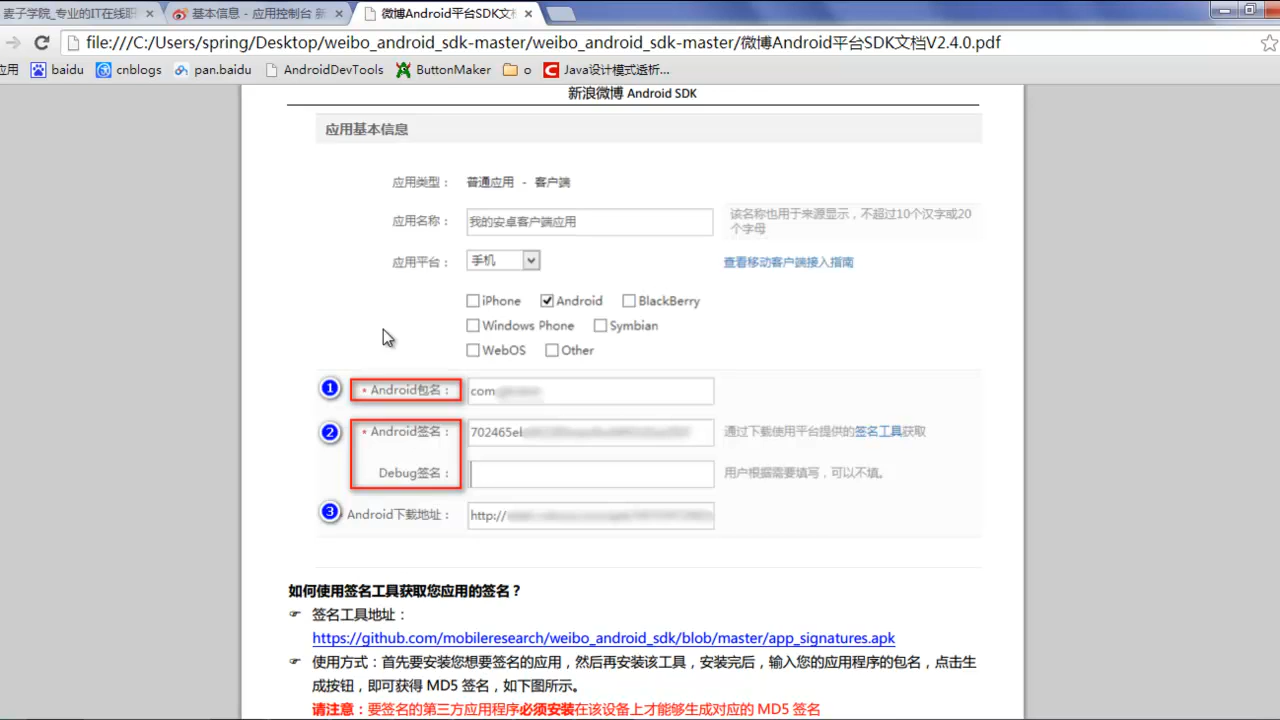 麦子学院_专业的IT在线职
基本信息 - 应用控制台 新
微博Android平台SDK文档
file:///C:/Users/spring/Desktop/weibo_android_sdk-master/weibo_android_sdk-master/微博Android平台SDK文档V2.4.0.pdf
应用 baidu cnblogs pan.baidu AndroidDevTools ButtonMaker o Java设计模式透析...
新浪微博 Android SDK
应用基本信息
应用类型： 普通应用 - 客户端
应用名称： 我的安卓客户端应用 该名称也用于来源显示，不超过10个汉字或20
个字母
应用平台： 手机 查看移动客户端接入指南
iPhone Android BlackBerry
Windows Phone Symbian
WebOS Other
1 * Android包名： com
2 * Android签名： 702465e 通过下载使用平台提供的签名工具获取
Debug签名： 用户根据需要填写，可以不填。
3 Android下载地址： http://
如何使用签名工具获取您应用的签名？
签名工具地址：
https://github.com/mobileresearch/weibo_android_sdk/blob/master/app_signatures.apk
使用方式：首先要安装您想要签名的应用，然后再安装该工具，安装完后，输入您的应用程序的包名，点击生
成按钮，即可获得 MD5 签名，如下图所示。
请注意：要签名的第三方应用程序必须安装在该设备上才能够生成对应的 MD5 签名